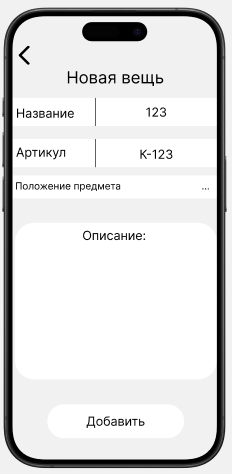 Новая вещь
Название 123
Артикул К-123
Положение предмета ...
Описание:
Добавить